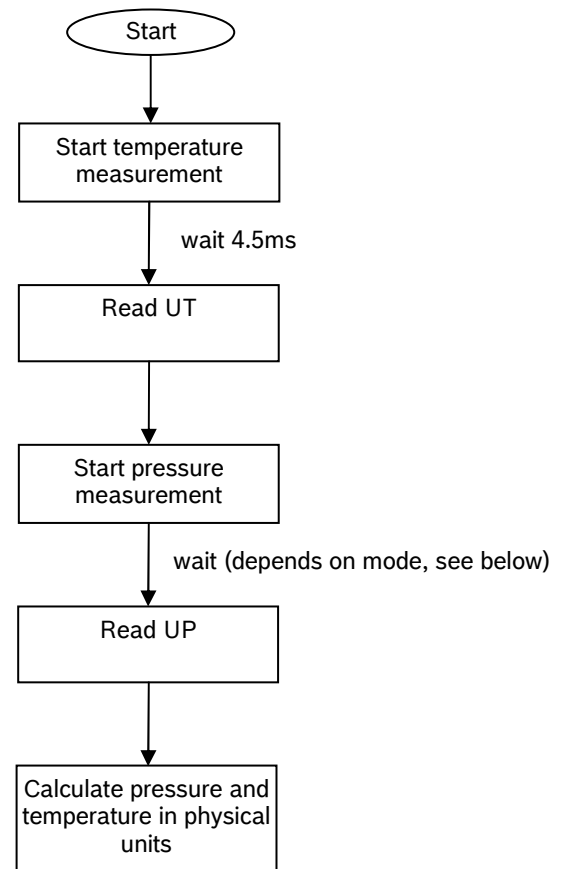 Start
Start temperature
measurement
wait 4.5ms
Read UT
Start pressure
measurement
wait (depends on mode, see below)
Read UP
Calculate pressure and
temperature in physical
units